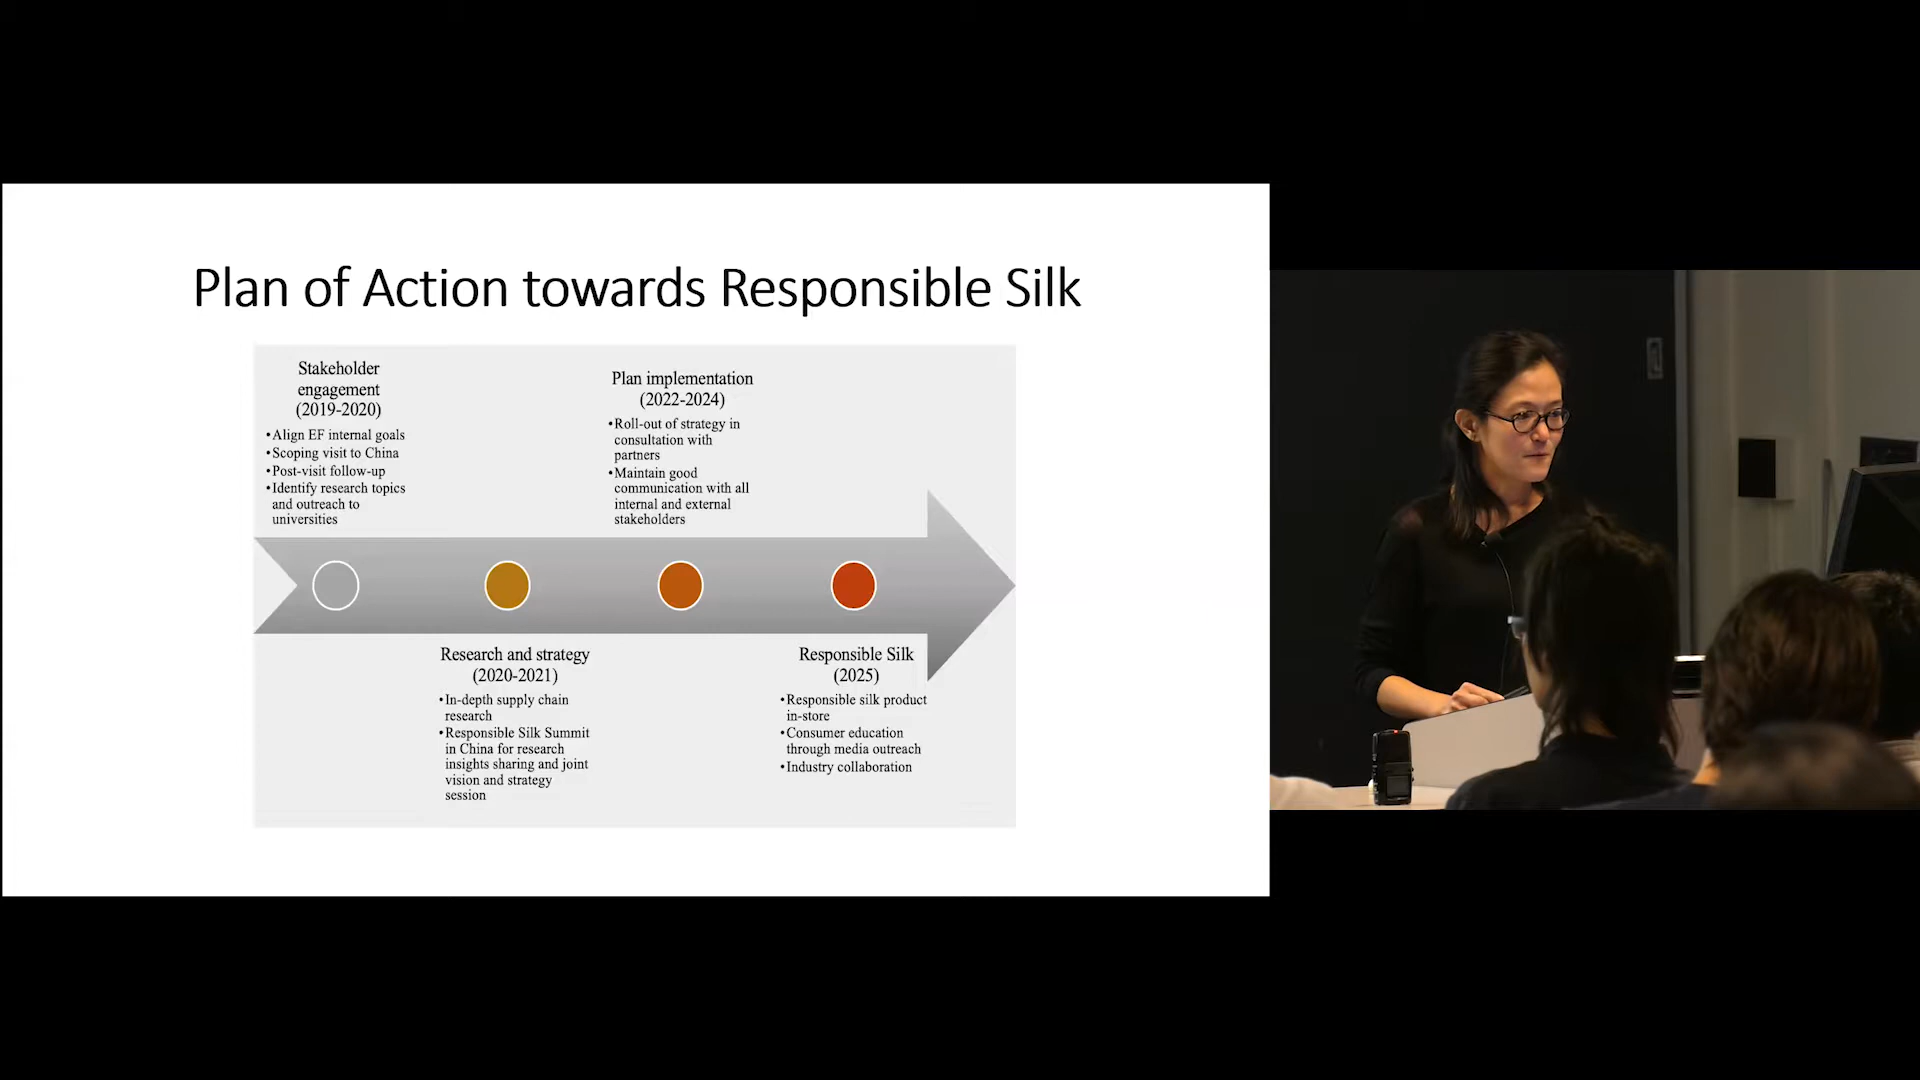 Plan of Action towards Responsible Silk
Stakeholder
engagement
(2019-2020)
•Align EF internal goals
•Scoping visit to China
•Post-visit follow-up
•Identify research topics
and outreach to
universities
Plan implementation
(2022-2024)
•Roll-out of strategy in
consultation with
partners
•Maintain good
communication with all
internal and external
stakeholders
Research and strategy
(2020-2021)
•In-depth supply chain
research
•Responsible Silk Summit
in China for research
insights sharing and joint
vision and strategy
session
Responsible Silk
(2025)
•Responsible silk product
in-store
•Consumer education
through media outreach
•Industry collaboration